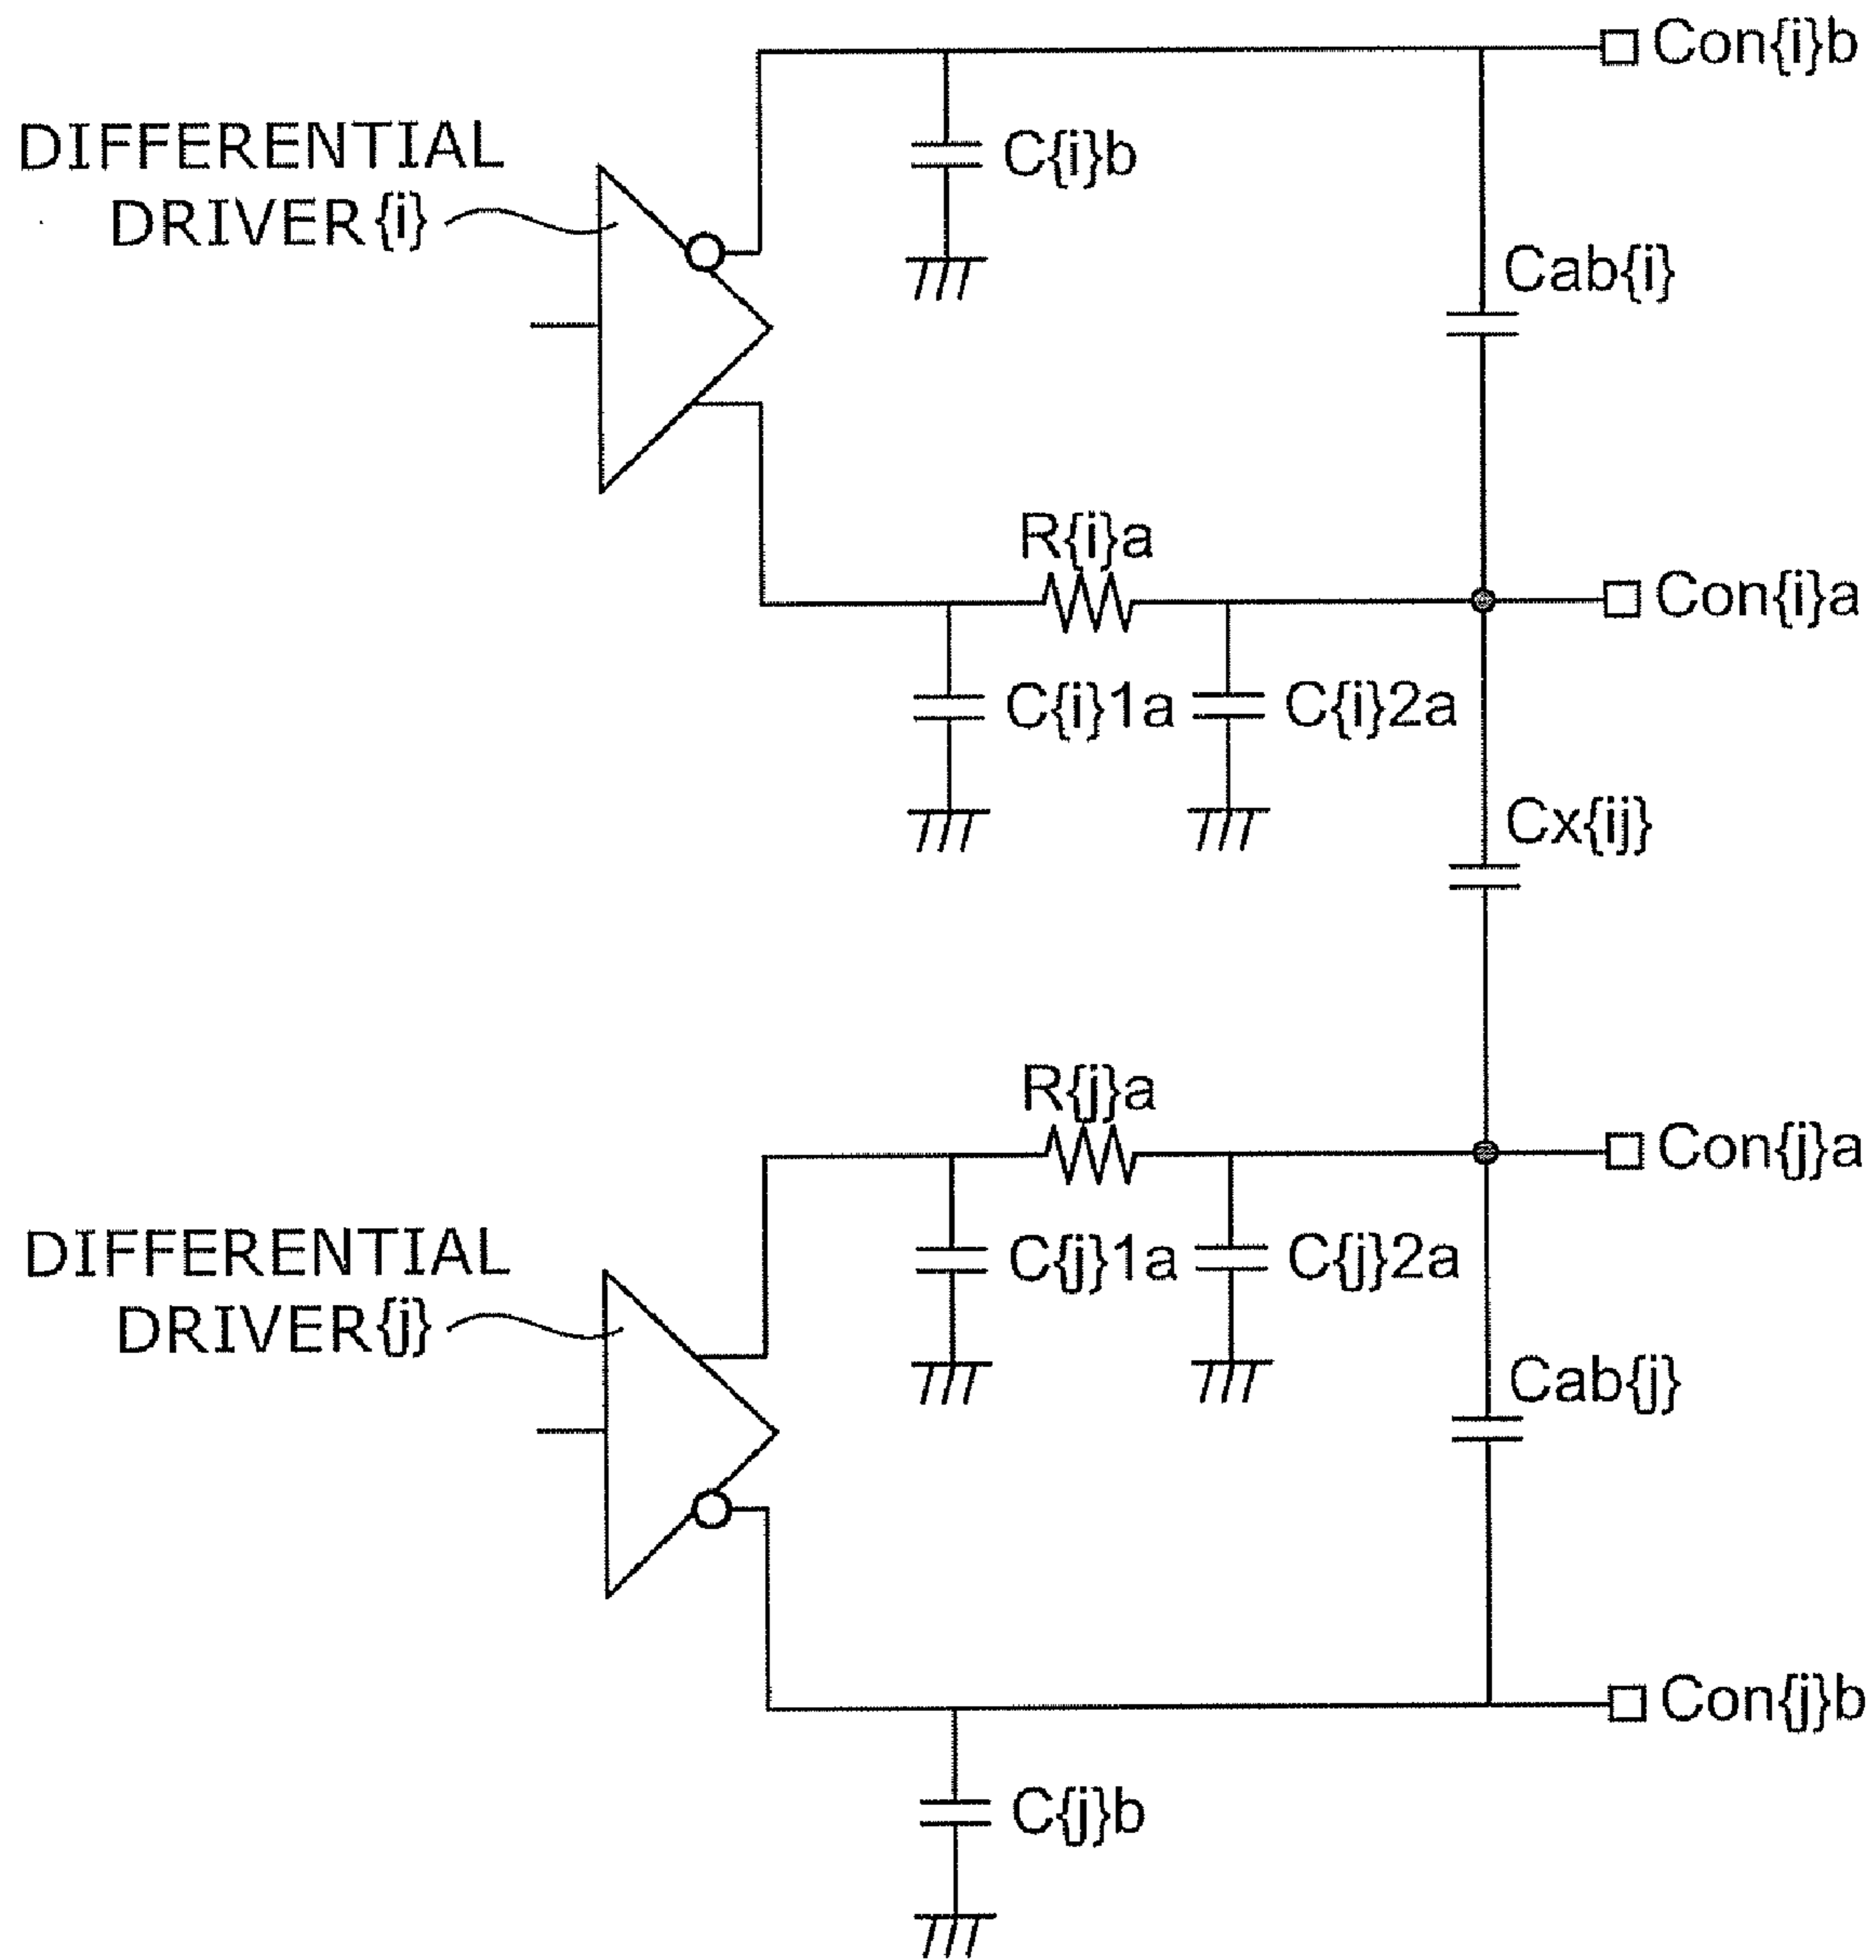 Con{i}b
DIFFERENTIAL
DRIVER{i}
C{i}b
Cab{i}
R{i}a
Con{i}a
C{i}1a
C{i}2a
Cx{ij}
R{j}a
Con{j}a
DIFFERENTIAL
DRIVER{j}
C{j}1a
C{j}2a
Cab{j}
Con{j}b
C{j}b